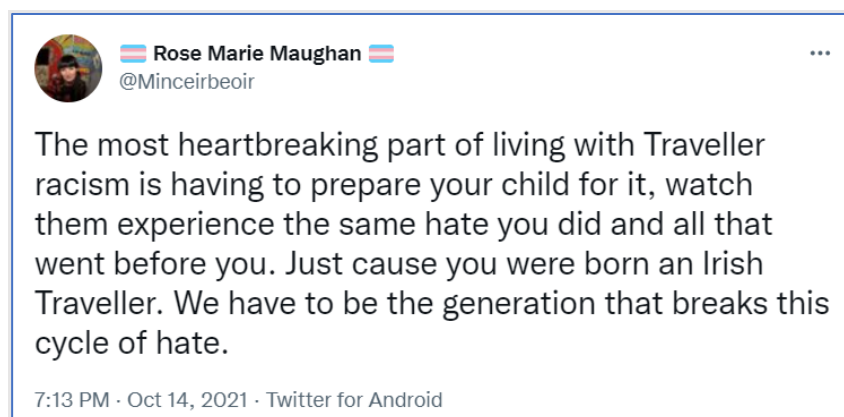 Rose Marie Maughan
@Minceirbeoir
The most heartbreaking part of living with Traveller
racism is having to prepare your child for it, watch
them experience the same hate you did and all that
went before you. Just cause you were born an Irish
Traveller. We have to be the generation that breaks this
cycle of hate.
7:13 PM · Oct 14, 2021 · Twitter for Android